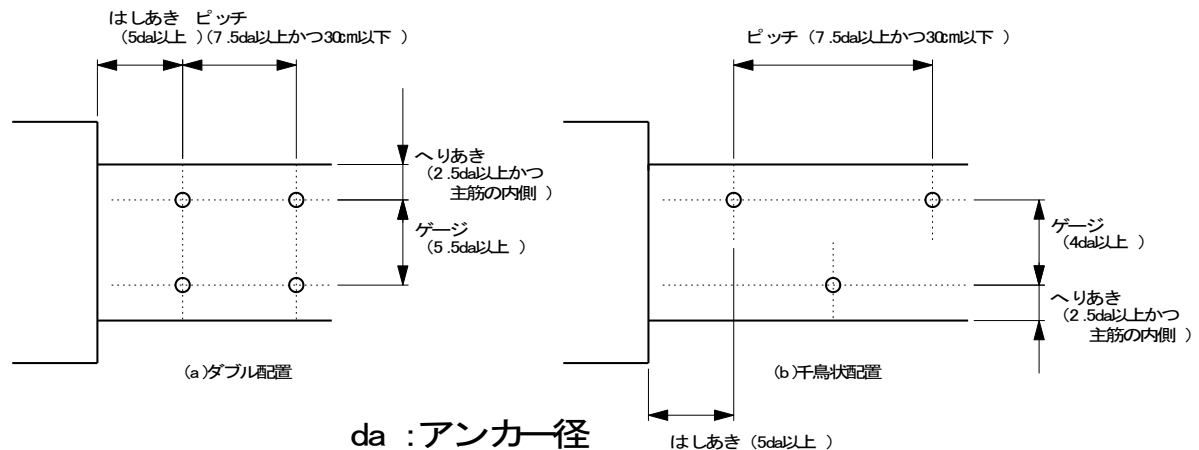 はしあき
(5da以上 )
ピッチ
(7.5da以上かつ30cm以下 )
へりあき
(2.5da以上かつ
主筋の内側 )
ゲージ
(5.5da以上 )
(a)ダブル配置
ピッチ (7.5da以上かつ30cm以下 )
ゲージ
(4da以上 )
へりあき
(2.5da以上かつ
主筋の内側 )
(b)千鳥状配置
はしあき (5da以上 )
da :アンカー径